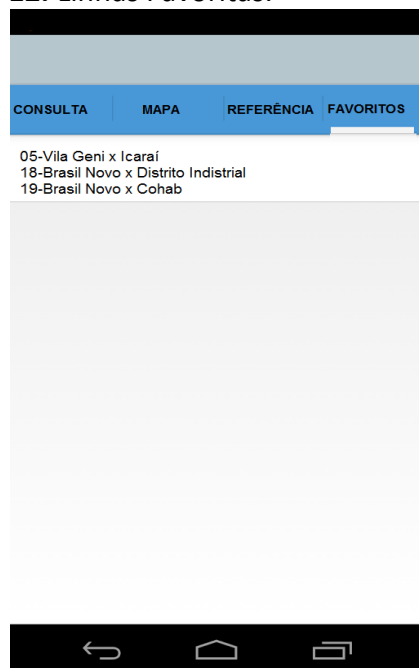 CONSULTA MAPA REFERÊNCIA FAVORITOS
05-Vila Geni x Icaraí
18-Brasil Novo x Distrito Indistrial
19-Brasil Novo x Cohab